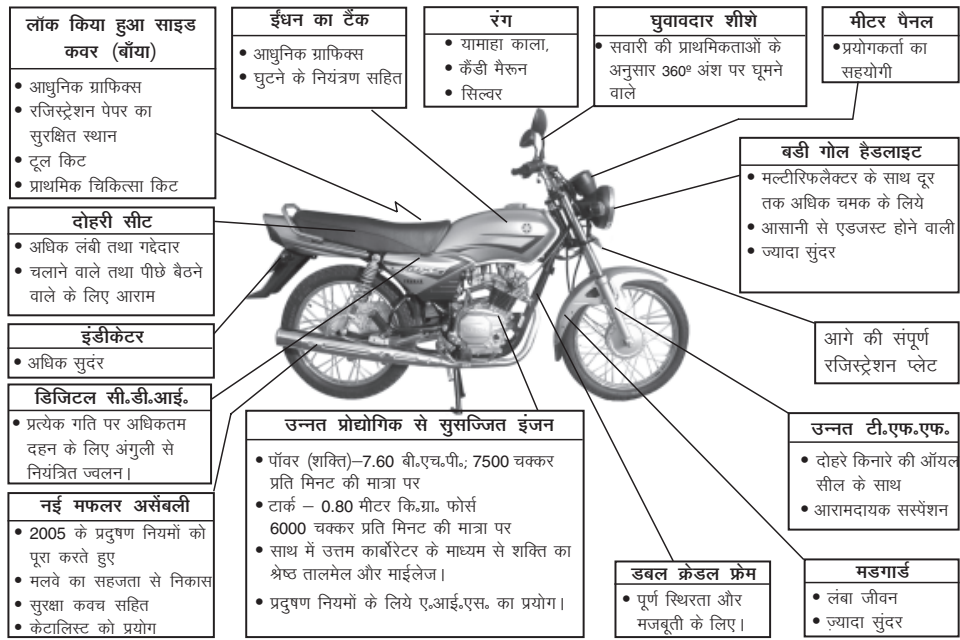 लॉक किया हुआ साइड
कवर (बाँया)
• आधुनिक ग्राफिक्स
• रजिस्ट्रेशन पेपर का
सुरक्षित स्थान
• टूल किट
• प्राथमिक चिकित्सा किट
ईंधन का टैंक
• आधुनिक ग्राफिक्स
• घुटने के नियंत्रण सहित
रंग
• यामाहा काला,
• कैंडी मैरून
• सिल्वर
घुवावदार शीशे
• सवारी की प्राथमिकताओं के
अनुसार 360º अंश पर घूमने
वाले
मीटर पैनल
• प्रयोगकर्ता का
सहयोगी
बडी गोल हैडलाइट
• मल्टीरिफलैक्टर के साथ दूर
तक अधिक चमक के लिये
• आसानी से एडजस्ट होने वाली
• ज्यादा सुंदर
दोहरी सीट
• अधिक लंबी तथा गद्देदार
• चलाने वाले तथा पीछे बैठने
वाले के लिए आराम
इंडीकेटर
• अधिक सुदंर
आगे की संपूर्ण
रजिस्ट्रेशन प्लेट
डिजिटल सी॰डी॰आई॰
• प्रत्येक गति पर अधिकतम
दहन के लिए अंगुली से
नियंत्रित ज्वलन।
नई मफलर असेंबली
• 2005 के प्रदुषण नियमों को
पूरा करते हुए
• मलवे का सहजता से निकास
• सुरक्षा कवच सहित
• केटालिस्ट को प्रयोग
उन्नत प्रोद्योगिक से सुसज्जित इंजन
• पॉवर (शक्ति)–7.60 बी॰एच॰पी॰; 7500 चक्कर
प्रति मिनट की मात्रा पर
• टार्क – 0.80 मीटर कि॰ग्रा॰ फोर्स
6000 चक्कर प्रति मिनट की मात्रा पर
• साथ में उत्तम कार्बोरेटर के माध्यम से शक्ति का
श्रेष्ठ तालमेल और माईलेज।
• प्रदुषण नियमों के लिये ए॰आई॰एस॰ का प्रयोग।
उन्नत टी॰एफ॰एफ॰
• दोहरे किनारे की ऑयल
सील के साथ
• आरामदायक सस्पेंशन
डबल क्रेडल फ्रेम
• पूर्ण स्थिरता और
मजबूती के लिए।
मडगार्ड
• लंबा जीवन
• ज़्यादा सुंदर